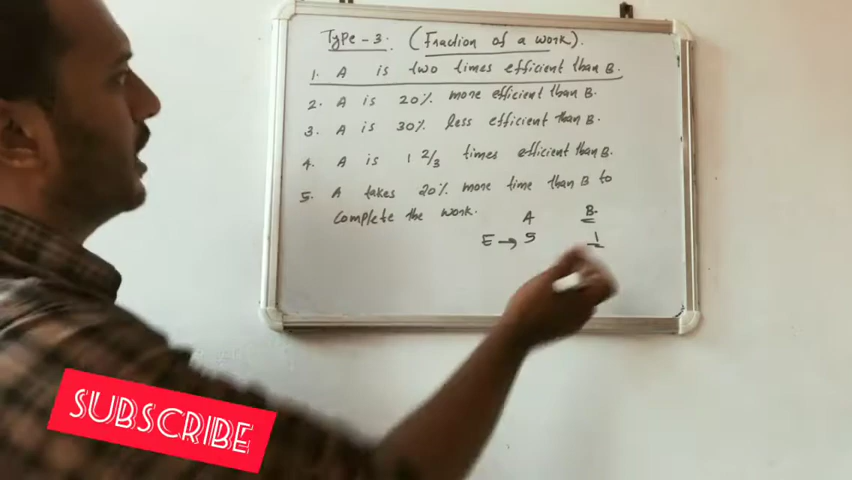 Type - 3. (Fraction of a work).
1. A is two times efficient than B.
2. A is 20% more efficient than B.
3. A is 30% less efficient than B.
4. A is 1 2/3 times efficient than B.
5. A takes 20% more time than B to
complete the work.
A B
E → 5 1
SUBSCRIBE